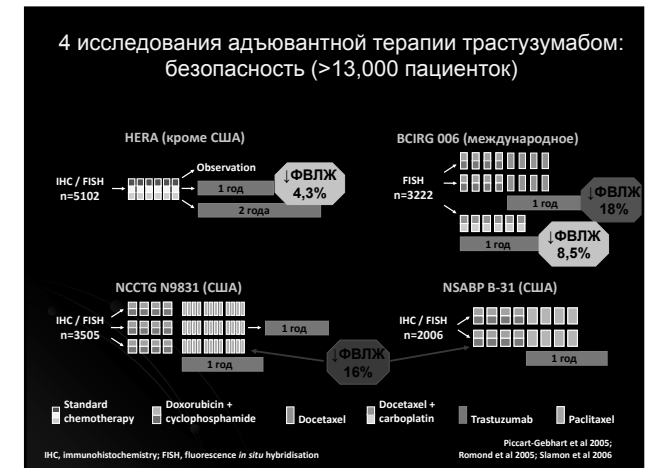 4 исследования адъювантной терапии трастузумабом:
безопасность (>13,000 пациенток)
HERA (кроме США)
IHC / FISH
n=5102
Observation
1 год
2 года
↓ФВЛЖ
4,3%
BCIRG 006 (международное)
FISH
n=3222
1 год
↓ФВЛЖ
18%
1 год
↓ФВЛЖ
8,5%
NCCTG N9831 (США)
IHC / FISH
n=3505
1 год
1 год
↓ФВЛЖ
16%
NSABP B-31 (США)
IHC / FISH
n=2006
1 год
Standard
chemotherapy
Doxorubicin +
cyclophosphamide
Docetaxel
Docetaxel +
carboplatin
Trastuzumab
Paclitaxel
IHC, immunohistochemistry; FISH, fluorescence in situ hybridisation
Piccart-Gebhart et al 2005;
Romond et al 2005; Slamon et al 2006